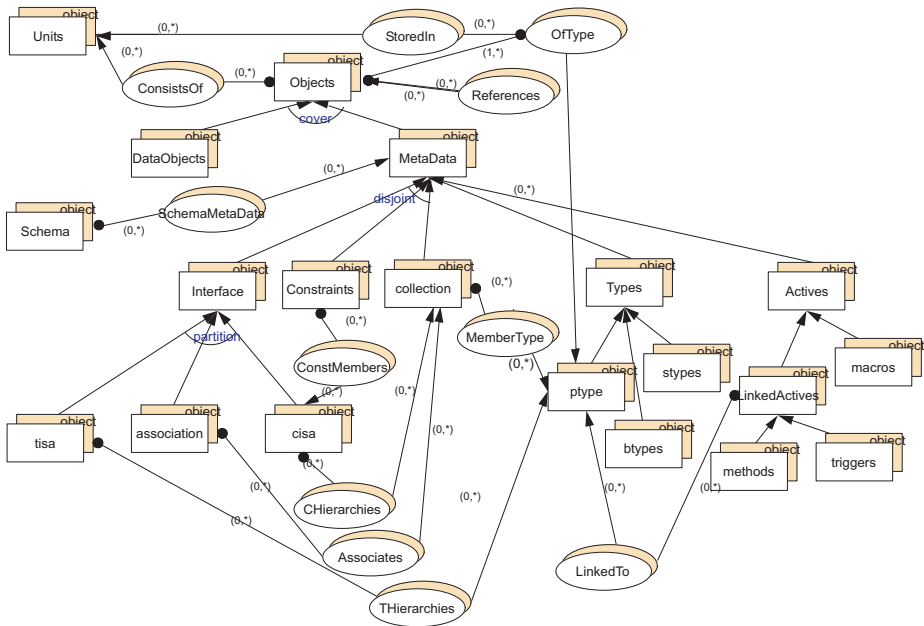 object
Units
(0,*)
StoredIn
(0,*)
OfType
(0,*)
ConsistsOf
(0,*)
object
Objects
(1,*)
(0,*)
(0,*)
References
cover
object
DataObjects
object
MetaData
(0,*)
SchemaMetaData
(0,*)
object
Schema
disjoint
(0,*)
object
Interface
object
Constraints
object
collection
(0,*)
MemberType
(0,*)
object
Types
object
Actives
partition
(0,*)
ConstMembers
(0,*)
object
ptype
object
stypes
object
LinkedActives
object
macros
object
tisa
object
association
object
cisa
(0,*)
(0,*)
(0,*)
object
btypes
object
methods
object
triggers
CHierarchies
(0,*)
(0,*)
(0,*)
(0,*)
(0,*)
Associates
LinkedTo
THierarchies